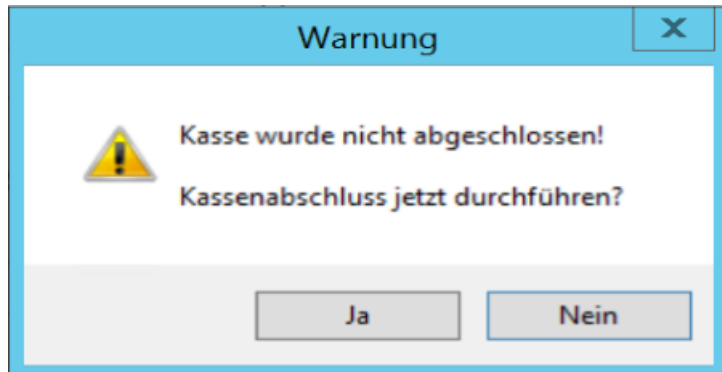 Warnung
Kasse wurde nicht abgeschlossen!
Kassenabschluss jetzt durchführen?
Ja
Nein